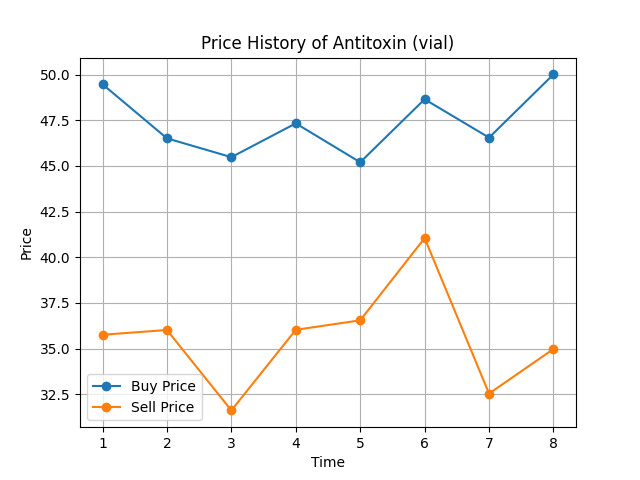 Price History of Antitoxin (vial)
50.0
47.5
45.0
42.5
40.0
37.5
35.0
32.5
Price
Buy Price
Sell Price
1 2 3 4 5 6 7 8
Time